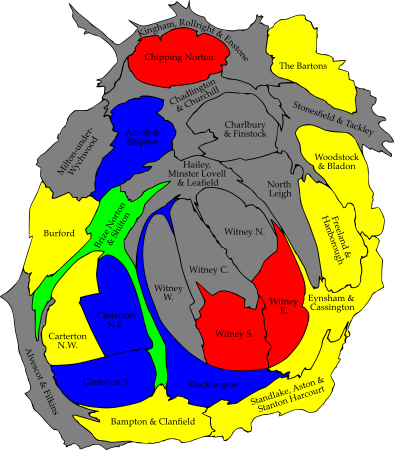 Kingham, Rollright & Enstone
Chipping Norton
The Bartons
Chadlington
& Churchill
Stonesfield & Tackley
Charlbury
& Finstock
Ascott &
Shipton
Milton-under-
Wychwood
Woodstock
& Bladon
Hailey,
Minster Lovell
& Leafield
North
Leigh
Brize Norton
& Shilton
Burford
Freeland &
Hanborough
Witney N.
Witney C.
Witney
W.
Witney
E.
Eynsham &
Cassington
Carterton
N.E.
Carterton
N.W.
Witney S.
Alvescot & Filkins
Carterton S.
Ducklington
Standlake, Aston &
Stanton Harcourt
Bampton & Clanfield